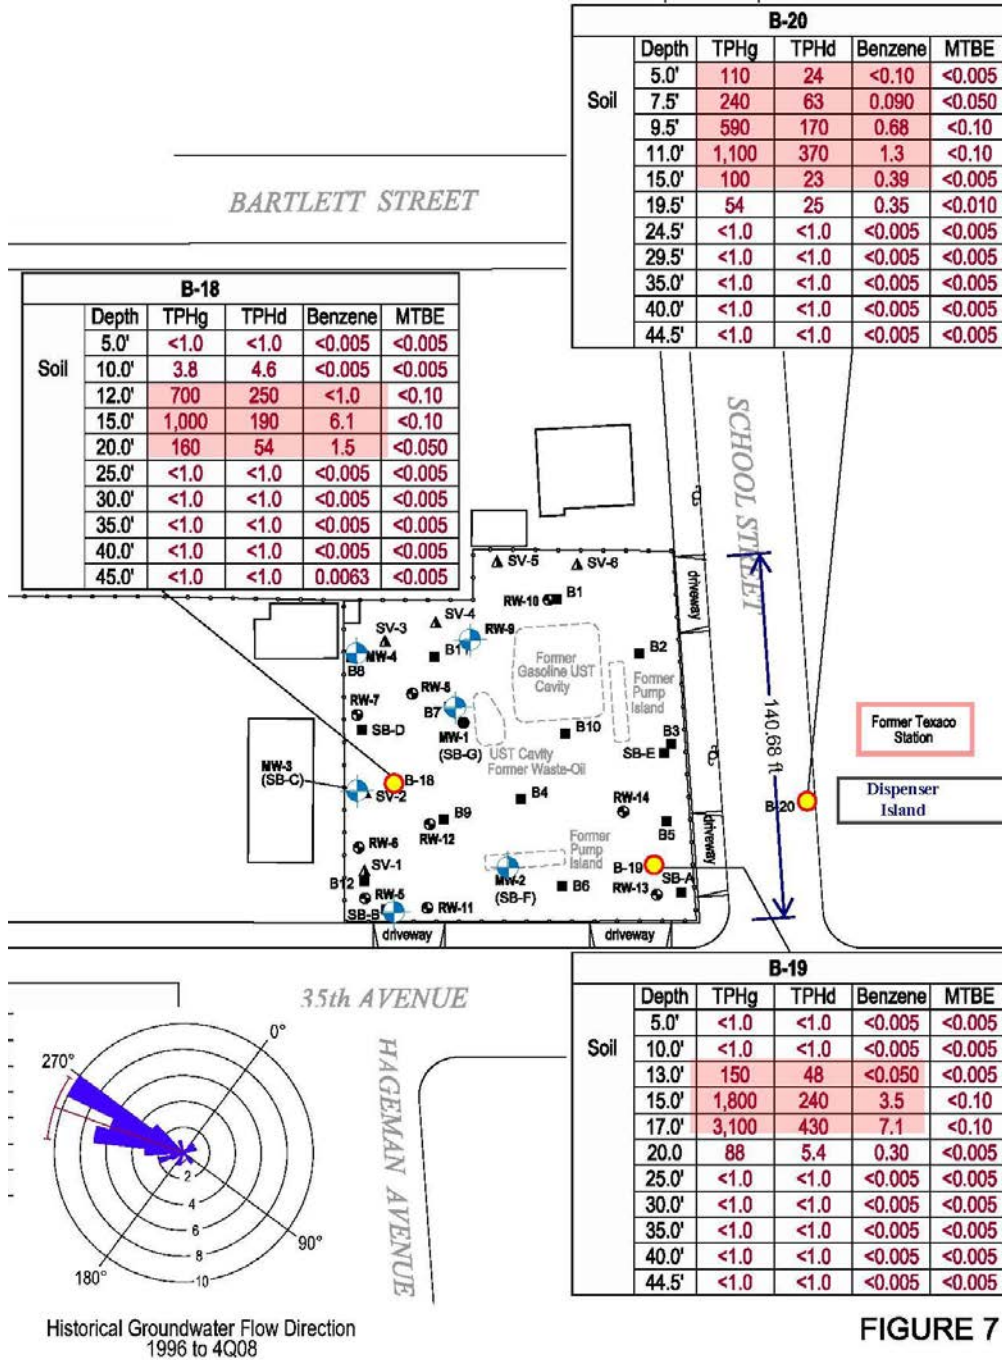 B-20
Depth TPHg TPHd Benzene MTBE
5.0' 110 24 <0.10 <0.005
Soil 7.5' 240 63 0.090 <0.050
9.5' 590 170 0.68 <0.10
11.0' 1,100 370 1.3 <0.10
15.0' 100 23 0.39 <0.005
19.5' 54 25 0.35 <0.010
24.5' <1.0 <1.0 <0.005 <0.005
29.5' <1.0 <1.0 <0.005 <0.005
35.0' <1.0 <1.0 <0.005 <0.005
40.0' <1.0 <1.0 <0.005 <0.005
44.5' <1.0 <1.0 <0.005 <0.005
BARTLETT STREET
B-18
Depth TPHg TPHd Benzene MTBE
5.0' <1.0 <1.0 <0.005 <0.005
Soil 10.0' 3.8 4.6 <0.005 <0.005
12.0' 700 250 <1.0 <0.10
15.0' 1,000 190 6.1 <0.10
20.0' 160 54 1.5 <0.050
25.0' <1.0 <1.0 <0.005 <0.005
30.0' <1.0 <1.0 <0.005 <0.005
35.0' <1.0 <1.0 <0.005 <0.005
40.0' <1.0 <1.0 <0.005 <0.005
45.0' <1.0 <1.0 0.0063 <0.005
SCHOOL STREET
SV-5
SV-6
driveway
RW-10
B1
SV-4
SV-3
RW-9
MW-4
B8
B11
B2
Former
Gasoline UST
Cavity
Former
Pump
Island
RW-8
RW-7
B7
SB-D
MW-1
(SB-G)
B10
B3
SB-E
UST Cavity
Former Waste-Oil
140.68 ft
Former Texaco
Station
MW-3
(SB-C)
B-18
SV-2
B4
RW-14
B-20
Dispenser
Island
B9
RW-12
B5
driveway
RW-6
Former
Pump
Island
SV-1
B12
MW-2
(SB-F)
B-19
SB-A
B6
RW-13
RW-5
SB-B
RW-11
driveway
driveway
35th AVENUE
HAGEMAN AVENUE
B-19
Depth TPHg TPHd Benzene MTBE
5.0' <1.0 <1.0 <0.005 <0.005
Soil 10.0' <1.0 <1.0 <0.005 <0.005
13.0' 150 48 <0.050 <0.005
15.0' 1,800 240 3.5 <0.10
17.0' 3,100 430 7.1 <0.10
20.0 88 5.4 0.30 <0.005
25.0' <1.0 <1.0 <0.005 <0.005
30.0' <1.0 <1.0 <0.005 <0.005
35.0' <1.0 <1.0 <0.005 <0.005
40.0' <1.0 <1.0 <0.005 <0.005
44.5' <1.0 <1.0 <0.005 <0.005
0°
270°
2
4
6
8
10
90°
180°
Historical Groundwater Flow Direction
1996 to 4Q08
FIGURE 7